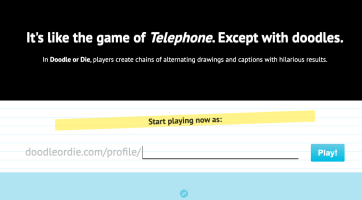 It's like the game of Telephone. Except with doodles.
In Doodle or Die, players create chains of alternating drawings and captions with hilarious results.
Start playing now as:
doodleordie.com/profile/
Play!